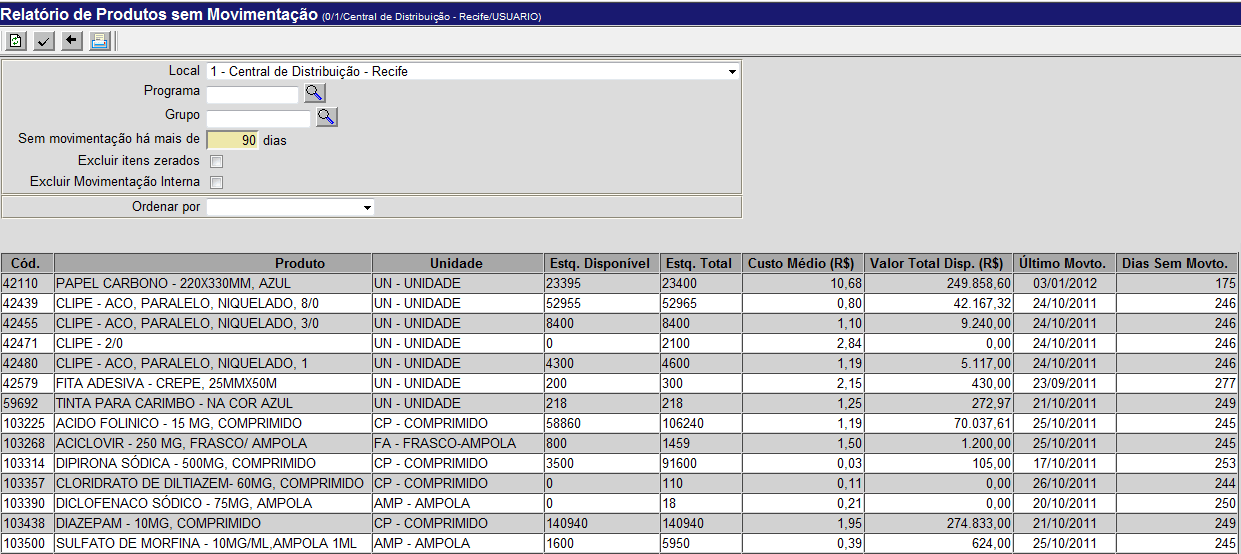 Relatório de Produtos sem Movimentação (0/1/Central de Distribuição - Recife/USUARIO)
Local 1 - Central de Distribuição - Recife
Programa
Grupo
Sem movimentação há mais de 90 dias
Excluir itens zerados
Excluir Movimentação Interna
Ordenar por
Cód. Produto Unidade Estq. Disponível Estq. Total Custo Médio (R$) Valor Total Disp. (R$) Último Movto. Dias Sem Movto.
42110 PAPEL CARBONO - 220X330MM, AZUL UN - UNIDADE 23395 23400 10,68 249.858,60 03/01/2012 175
42439 CLIPE - ACO, PARALELO, NIQUELADO, 8/0 UN - UNIDADE 52955 52965 0,80 42.167,32 24/10/2011 246
42455 CLIPE - ACO, PARALELO, NIQUELADO, 3/0 UN - UNIDADE 8400 8400 1,10 9.240,00 24/10/2011 246
42471 CLIPE - 2/0 UN - UNIDADE 0 2100 2,84 0,00 24/10/2011 246
42480 CLIPE - ACO, PARALELO, NIQUELADO, 1 UN - UNIDADE 4300 4600 1,19 5.117,00 24/10/2011 246
42579 FITA ADESIVA - CREPE, 25MMX50M UN - UNIDADE 200 300 2,15 430,00 23/09/2011 277
59692 TINTA PARA CARIMBO - NA COR AZUL UN - UNIDADE 218 218 1,25 272,97 21/10/2011 249
103225 ACIDO FOLINICO - 15 MG, COMPRIMIDO CP - COMPRIMIDO 58860 106240 1,19 70.037,61 25/10/2011 245
103268 ACICLOVIR - 250 MG, FRASCO/ AMPOLA FA - FRASCO-AMPOLA 800 1459 1,50 1.200,00 25/10/2011 245
103314 DIPIRONA SÓDICA - 500MG, COMPRIMIDO CP - COMPRIMIDO 3500 91600 0,03 105,00 17/10/2011 253
103357 CLORIDRATO DE DILTIAZEM- 60MG, COMPRIMIDO CP - COMPRIMIDO 0 110 0,11 0,00 26/10/2011 244
103390 DICLOFENACO SÓDICO - 75MG, AMPOLA AMP - AMPOLA 0 18 0,21 0,00 20/10/2011 250
103438 DIAZEPAM - 10MG, COMPRIMIDO CP - COMPRIMIDO 140940 140940 1,95 274.833,00 21/10/2011 249
103500 SULFATO DE MORFINA - 10MG/ML,AMPOLA 1ML AMP - AMPOLA 1600 5950 0,39 624,00 25/10/2011 245